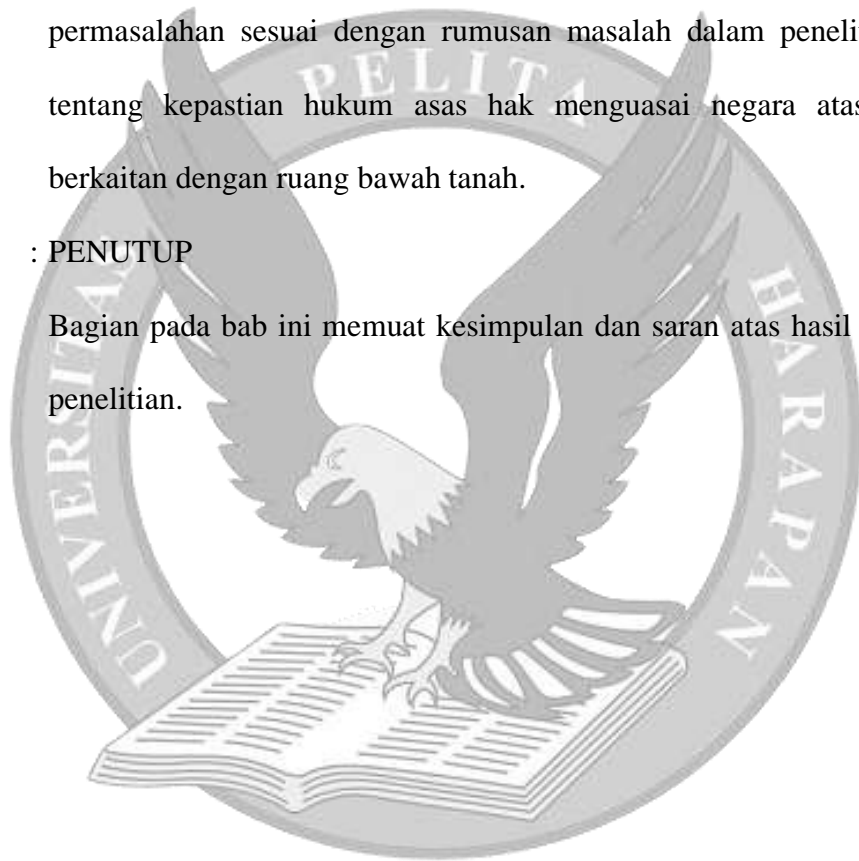 permasalahan sesuai dengan rumusan masalah dalam
tentang kepastian hukum asas hak menguasai negara atas
berkaitan dengan ruang bawah tanah.
: PENUTUP
Bagian pada bab ini memuat kesimpulan dan saran atas hasil
penelitian.
UNIVERSITAS PELITA HARAPAN